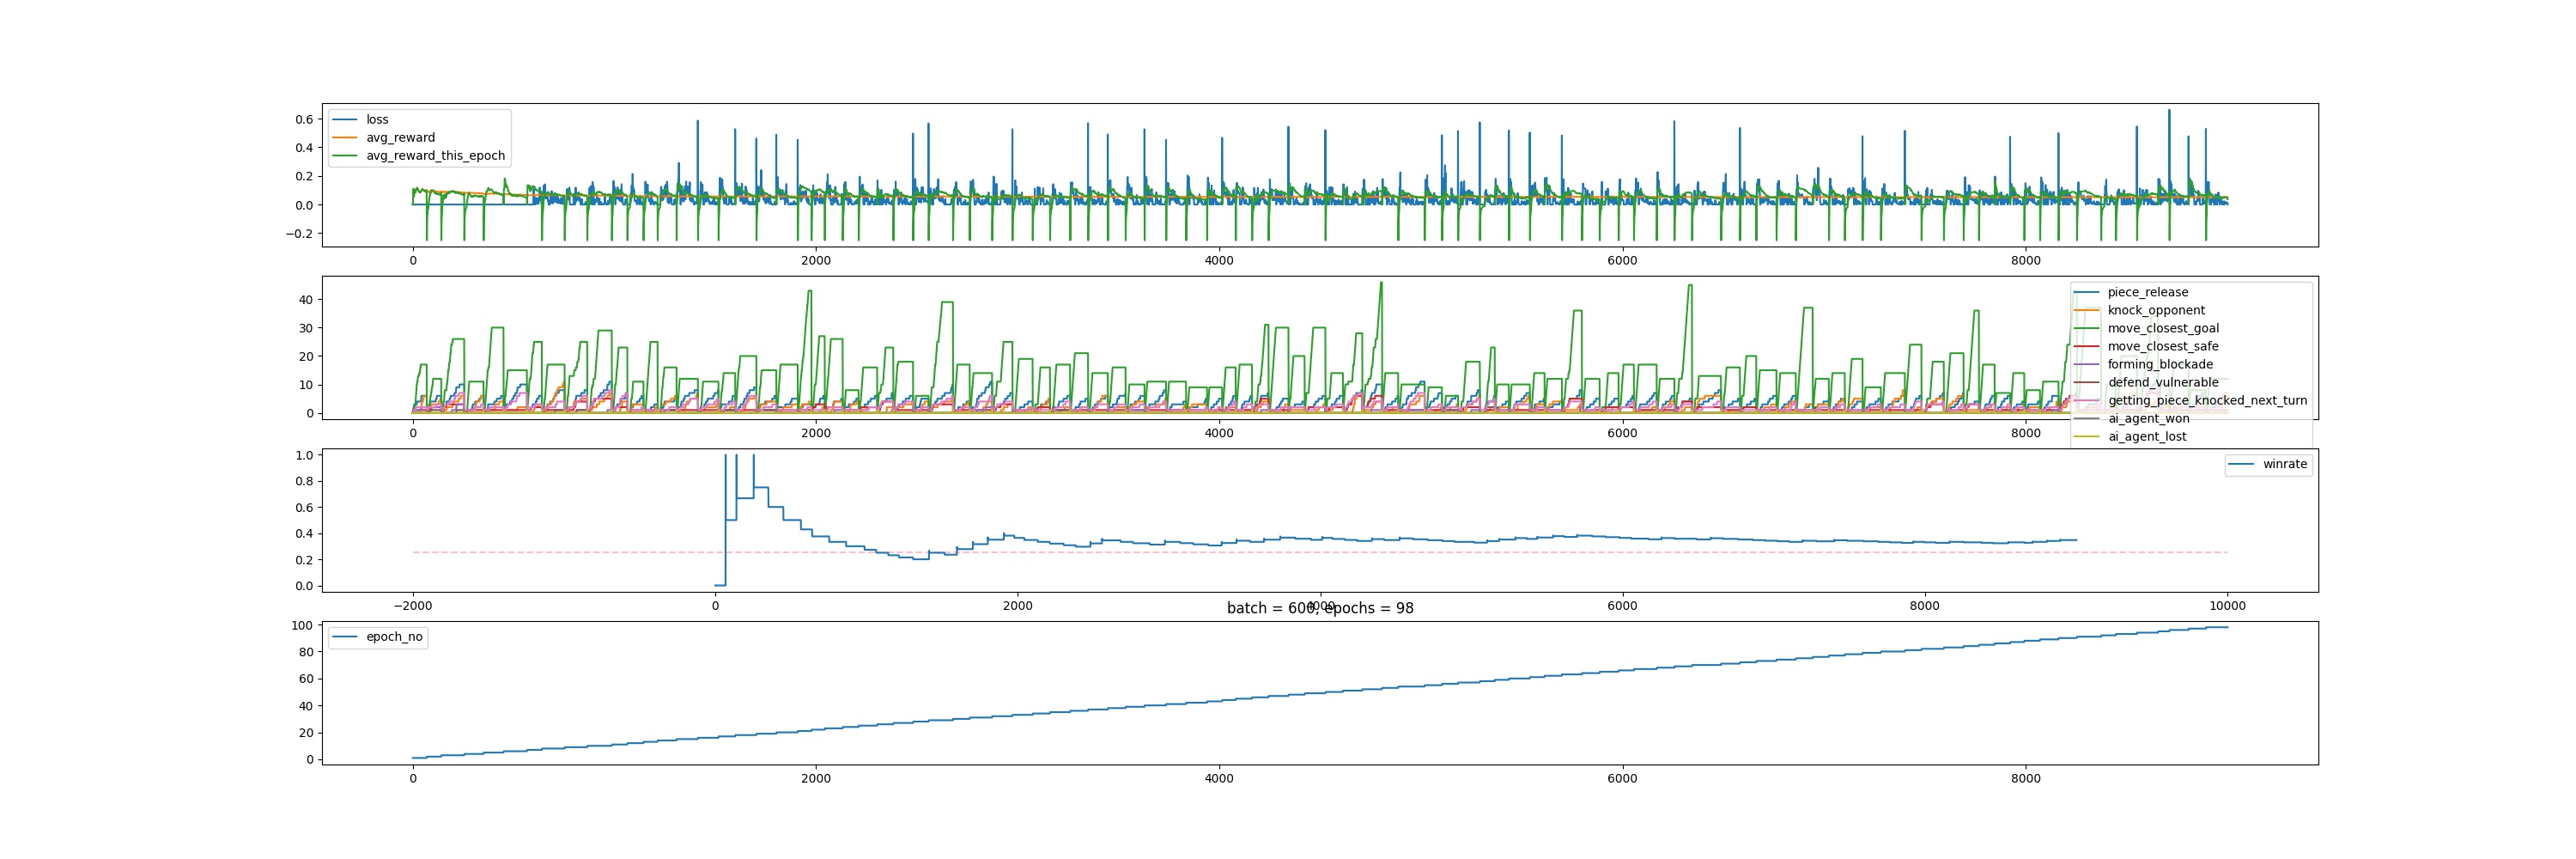 0.6
0.4
0.2
0.0
−0.2
loss
avg_reward
avg_reward_this_epoch
0 2000 4000 6000 8000
40
30
20
10
0
piece_release
knock_opponent
move_closest_goal
move_closest_safe
forming_blockade
defend_vulnerable
getting_piece_knocked_next_turn
ai_agent_won
ai_agent_lost
0 2000 4000 6000 8000
1.0
0.8
0.6
0.4
0.2
0.0
winrate
−2000 0 2000 4000 6000 8000 10000
batch = 600, epochs = 98
100
80
60
40
20
0
epoch_no
0 2000 4000 6000 8000